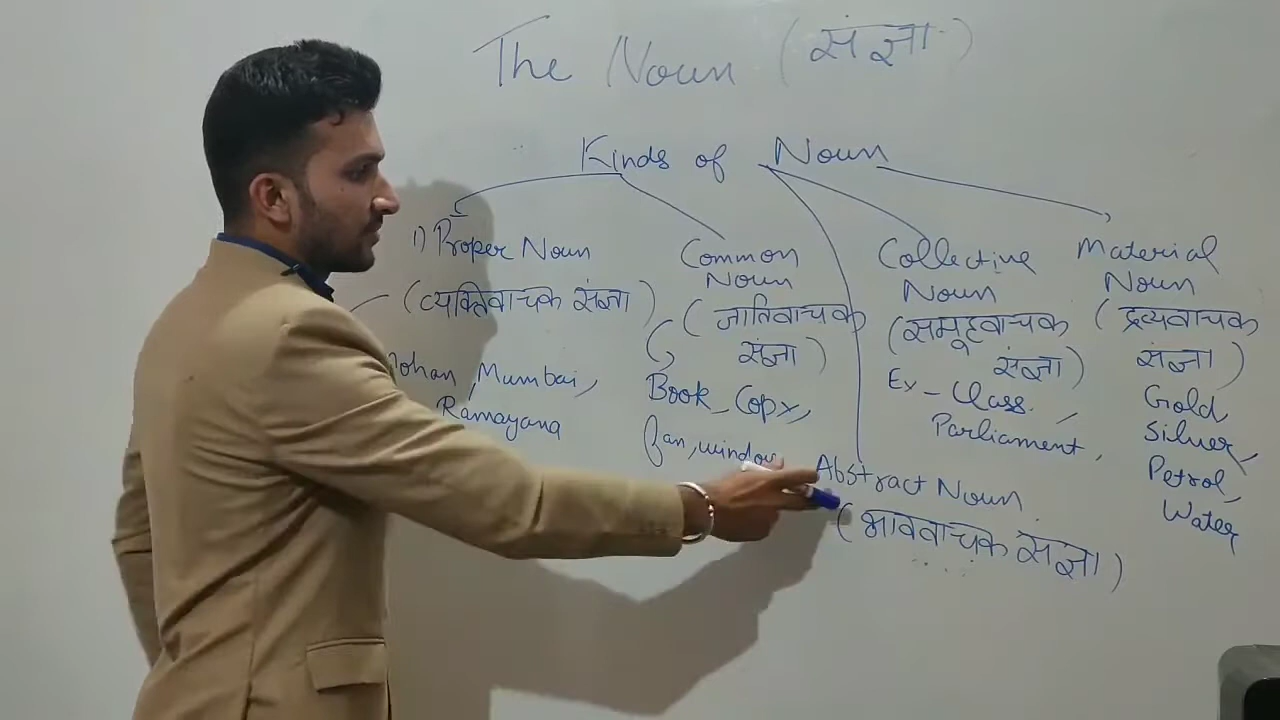 The Noun (संज्ञा)
Kinds of Noun
1) Proper Noun
(व्यक्तिवाचक संज्ञा)
Mohan, Mumbai,
Ramayana
Common
Noun
(जातिवाचक
संज्ञा)
Book, Copy,
fan, window
Collective
Noun
(समूहवाचक
संज्ञा)
Ex - Class,
Parliament,
Material
Noun
(द्रव्यवाचक
संज्ञा)
Gold,
Silver,
Petrol,
Water
Abstract Noun
(भाववाचक संज्ञा)